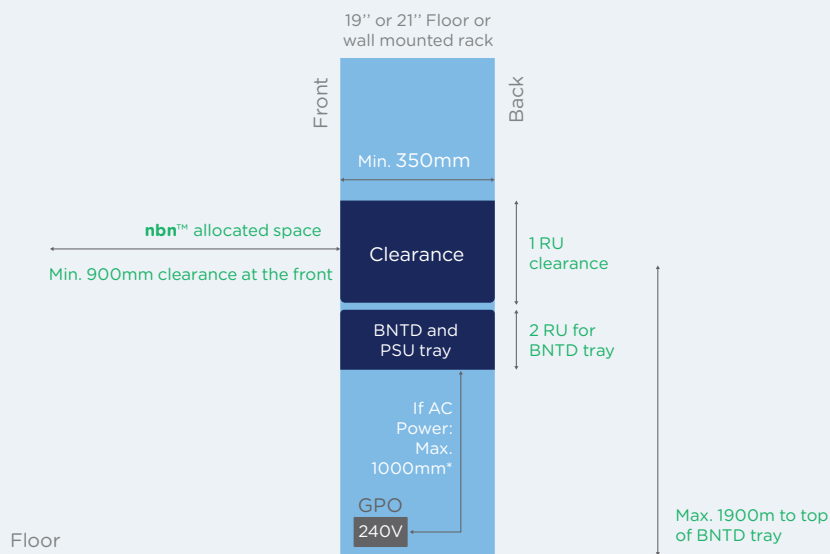 19’’ or 21’’ Floor or
wall mounted rack
Front
Back
Min. 350mm
nbn™ allocated space
Min. 900mm clearance at the front
Clearance
1 RU
clearance
BNTD and
PSU tray
2 RU for
BNTD tray
If AC
Power:
Max.
1000mm*
GPO
240V
Max. 1900m to top
of BNTD tray
Floor